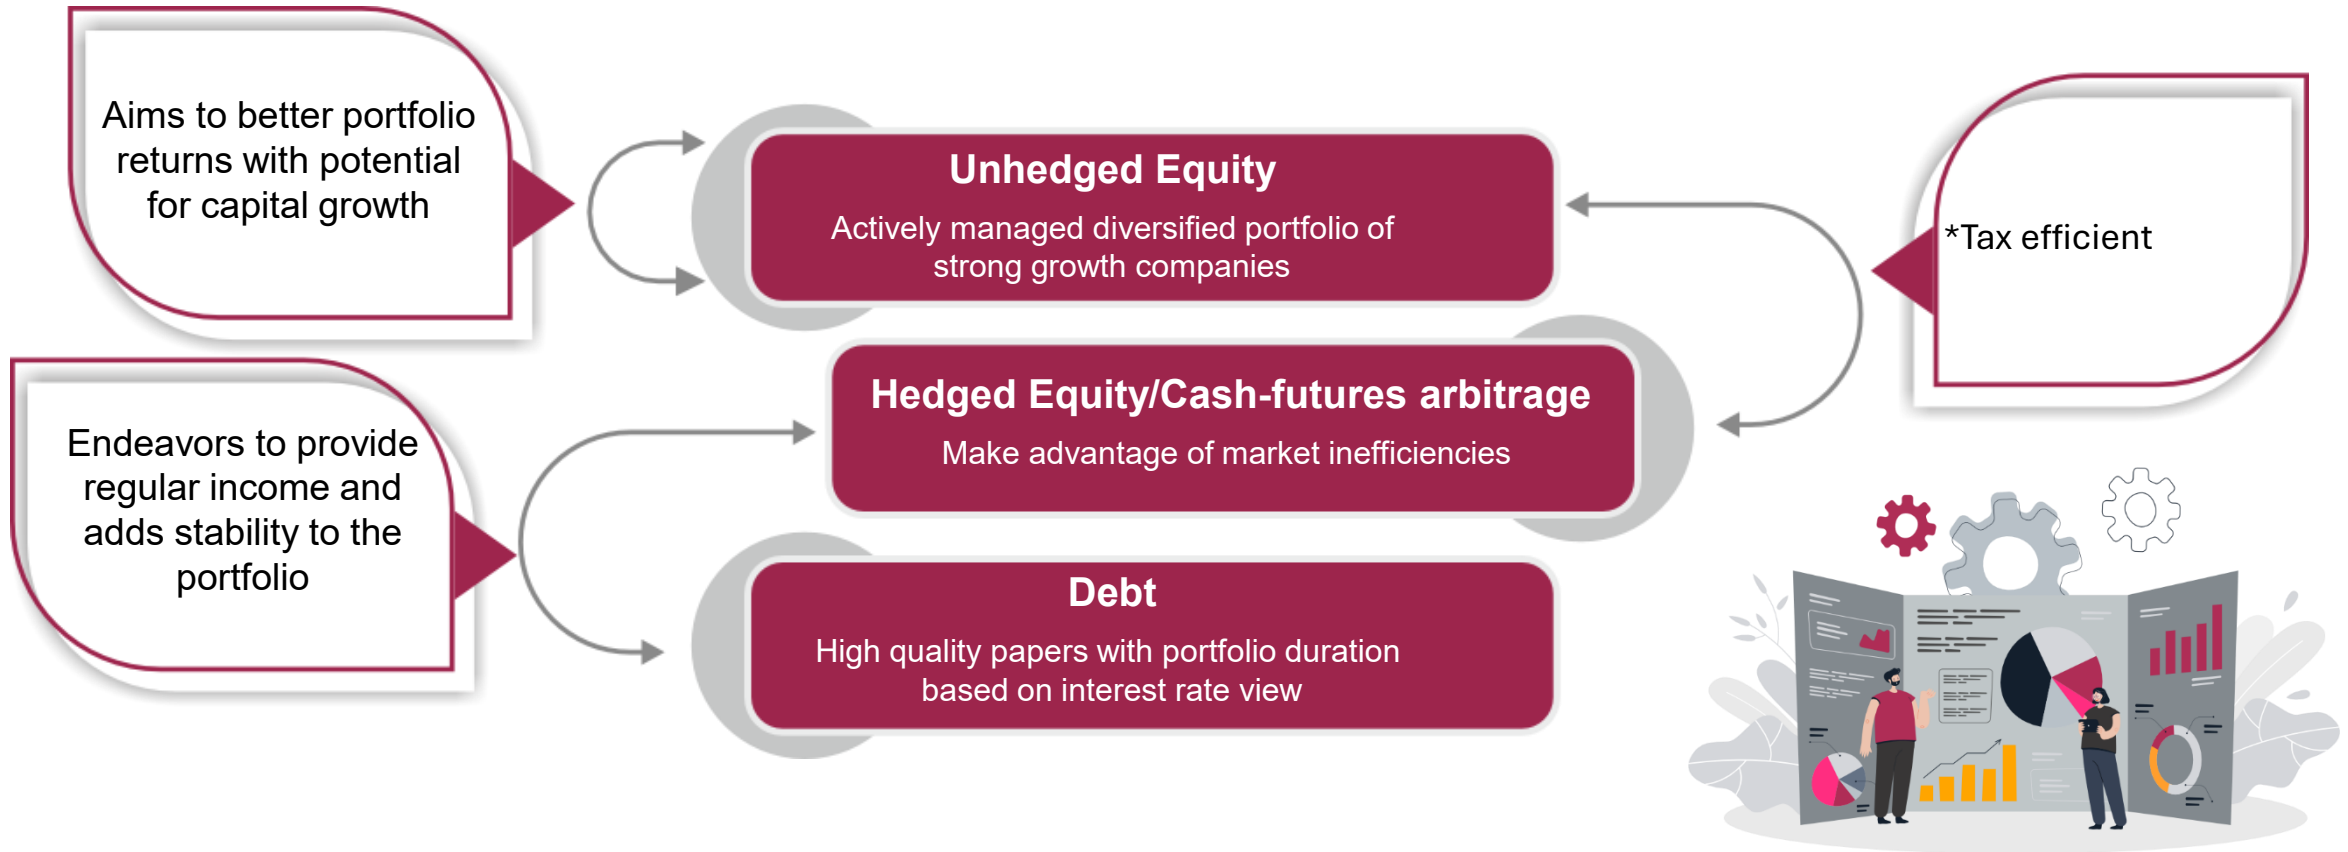 Aims to better portfolio
returns with potential
for capital growth
Unhedged Equity
Actively managed diversified portfolio of
strong growth companies
*Tax efficient
Hedged Equity/Cash-futures arbitrage
Make advantage of market inefficiencies
Endeavors to provide
regular income and
adds stability to the
portfolio
Debt
High quality papers with portfolio duration
based on interest rate view